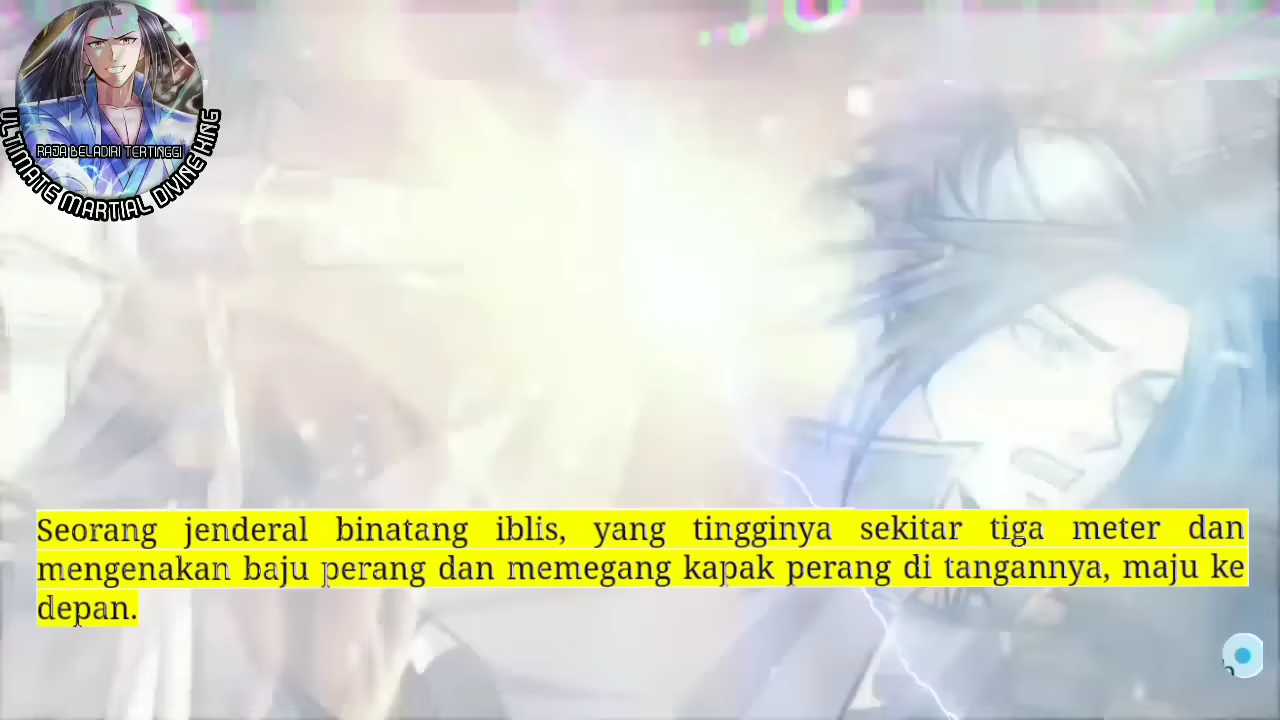 RAJA BELADIRI TERTINGGI
ULTIMATE MARTIAL DIVINE KING
Seorang jenderal binatang iblis, yang tingginya sekitar tiga meter dan
mengenakan baju perang dan memegang kapak perang di tangannya, maju ke
depan.